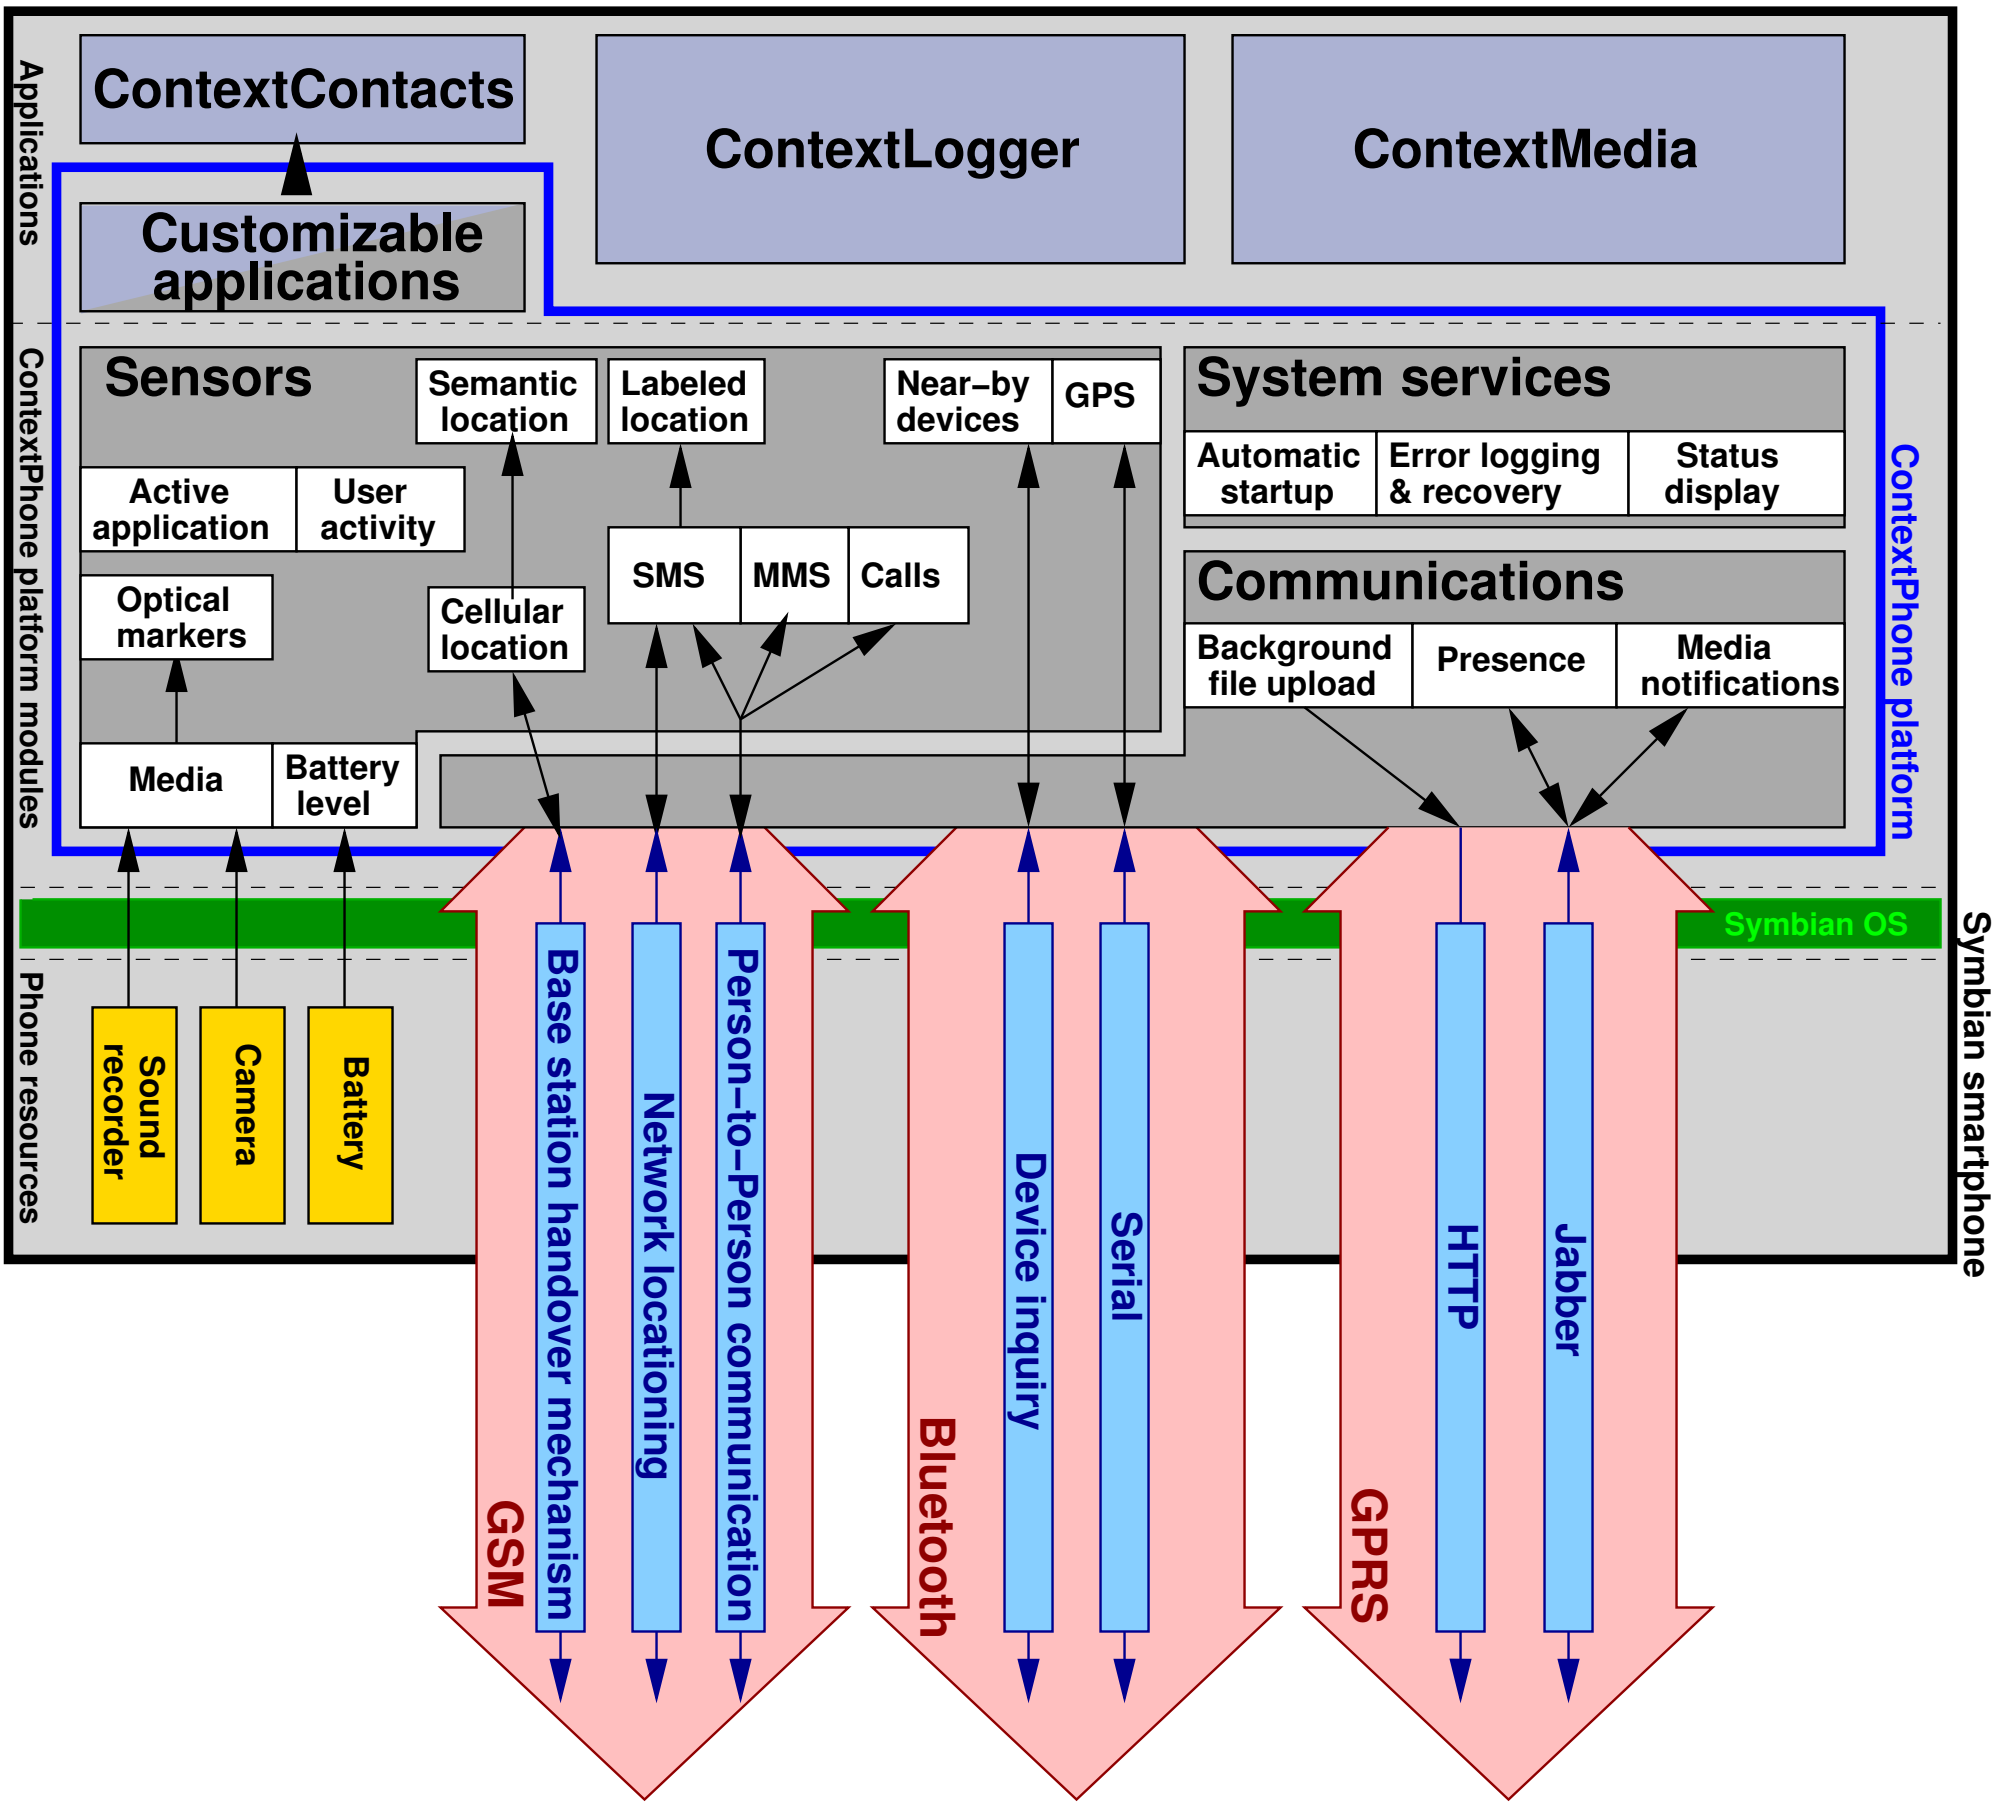 Applications
ContextContacts
ContextLogger
ContextMedia
Customizable
applications
ContextPhone platform modules
Sensors
Semantic
location
Labeled
location
Near–by
devices
GPS
Active
application
User
activity
SMS
MMS
Calls
Optical
markers
Cellular
location
Media
Battery
level
System services
Automatic
startup
Error logging
& recovery
Status
display
Communications
Background
file upload
Presence
Media
notifications
ContextPhone platform
Symbian OS
Symbian smartphone
Phone resources
Sound
recorder
Camera
Battery
GSM
Base station handover mechanism
Network locationing
Person–to–Person communication
Bluetooth
Device inquiry
Serial
GPRS
HTTP
Jabber